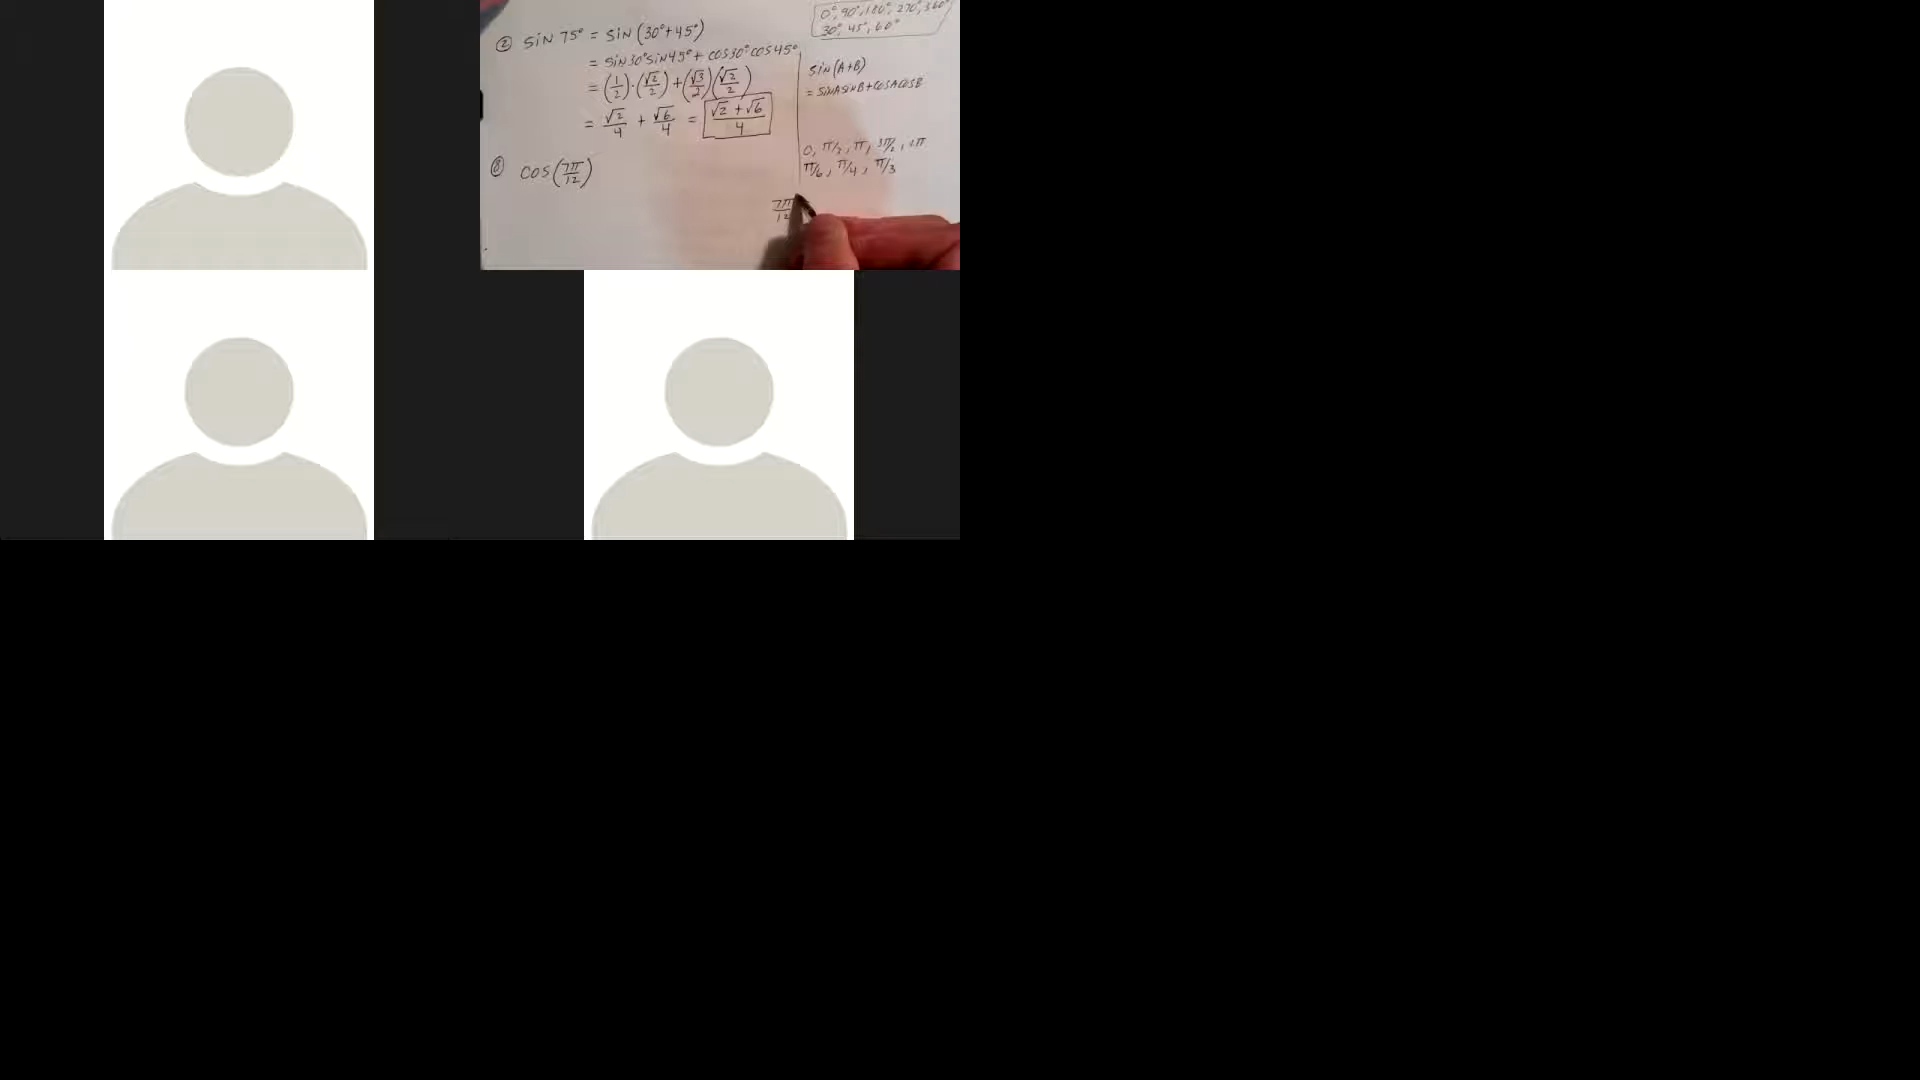 0°, 90°, 180°, 270°, 360°
30°, 45°, 60°
② SIN 75° = SIN (30°+45°)
= SIN30°SIN45° + COS30°COS45°
= (1/2)·(√2/2) + (√3/2)(√2/2)
= √2/4 + √6/4 = (√2 + √6)/4
SIN(A+B)
= SINASINB+COSACOSB
0, π/2, π, 3π/2, 2π
π/6, π/4, π/3
⑧ COS(7π/12)
7π/12